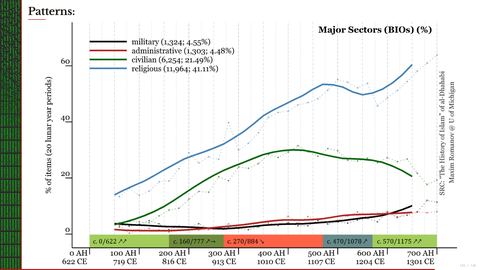 Patterns:
Major Sectors (BIOs) (%)
military (1,324; 4.55%)
administrative (1,303; 4.48%)
civilian (6,254; 21.49%)
religious (11,964; 41.11%)
% of items (20 lunar year periods)
60
40
20
0
c. 0/622 ↗↗
c. 160/777 ↗→
c. 270/884 ↘
c. 470/1078 ↗
c. 570/1175 ↗↗
0 AH
100 AH
200 AH
300 AH
400 AH
500 AH
600 AH
700 AH
622 CE
719 CE
816 CE
913 CE
1010 CE
1107 CE
1204 CE
1301 CE
SRC: "The History of Islam" of al-Dhahabi
Maxim Romanov @ U of Michigan